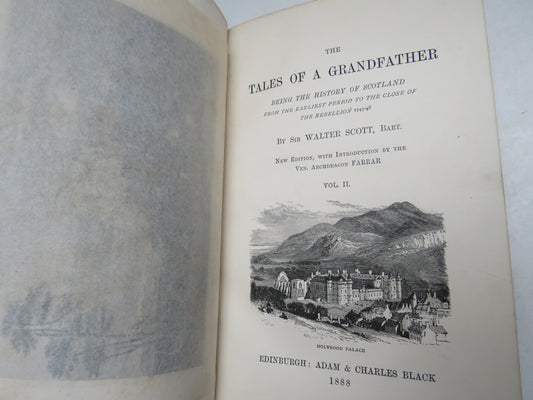 THE
TALES OF A GRANDFATHER
BEING THE HISTORY OF SCOTLAND
FROM THE EARLIEST PERIOD TO THE CLOSE OF
THE REBELLION 1745-46
BY SIR WALTER SCOTT, BART.
NEW EDITION, WITH INTRODUCTION BY THE
VEN. ARCHDEACON FARRAR
VOL. II.
HOLYROOD PALACE
EDINBURGH: ADAM & CHARLES BLACK
1888